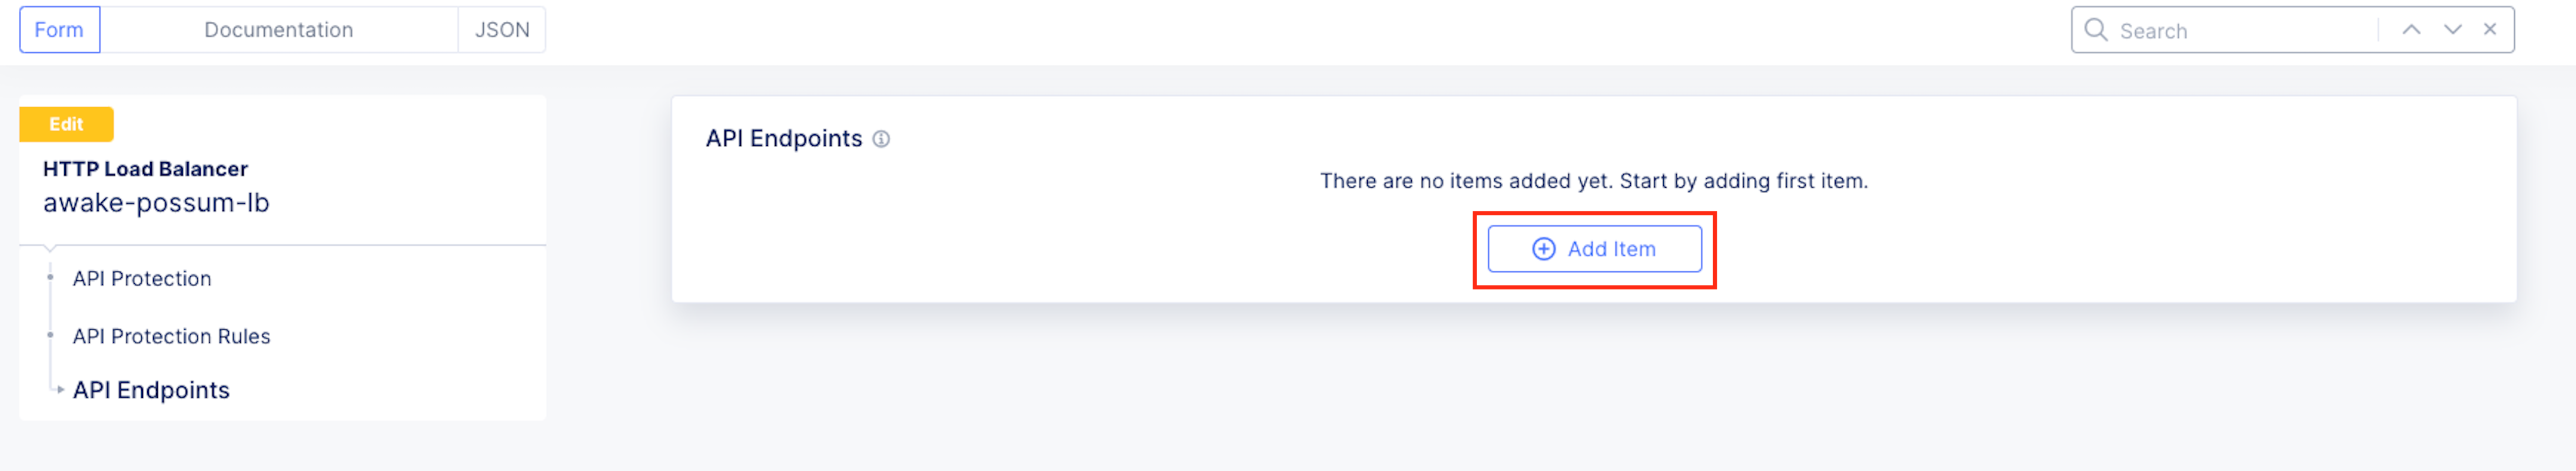 Form Documentation JSON Search
Edit
HTTP Load Balancer
awake-possum-lb
API Protection
API Protection Rules
API Endpoints
API Endpoints
There are no items added yet. Start by adding first item.
Add Item